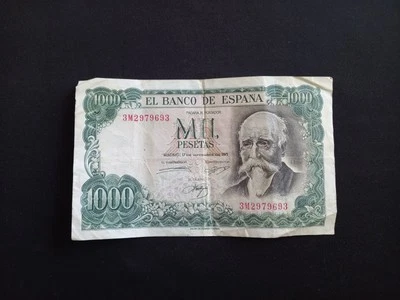 1000 EL BANCO DE ESPAÑA 1000
3M2979693
MIL
PESETAS
1000
3M2979693